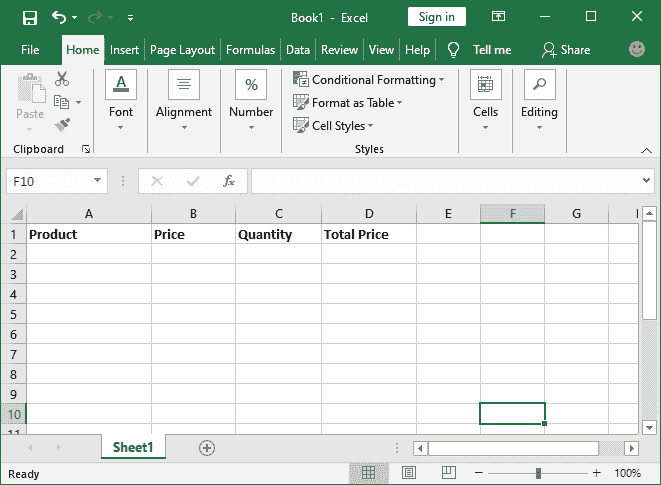 Book1 - Excel
Sign in
File Home Insert Page Layout Formulas Data Review View Help Tell me Share
Paste
Clipboard
Font
Alignment
%
Number
Conditional Formatting
Format as Table
Cell Styles
Styles
Cells
Editing
F10
fx
A B C D E F G
1 Product Price Quantity Total Price
2
3
4
5
6
7
8
9
10
Sheet1
Ready
100%